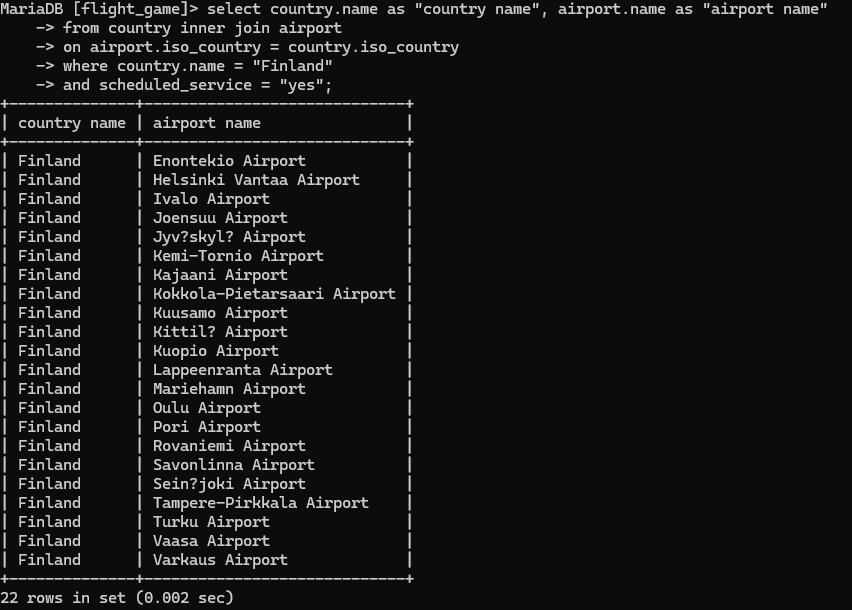 MariaDB [flight_game]> select country.name as "country name", airport.name as "airport name"
    -> from country inner join airport
    -> on airport.iso_country = country.iso_country
    -> where country.name = "Finland"
    -> and scheduled_service = "yes";
+--------------+----------------------------+
| country name | airport name               |
+--------------+----------------------------+
| Finland      | Enontekio Airport          |
| Finland      | Helsinki Vantaa Airport    |
| Finland      | Ivalo Airport              |
| Finland      | Joensuu Airport            |
| Finland      | Jyv?skyl? Airport          |
| Finland      | Kemi-Tornio Airport        |
| Finland      | Kajaani Airport            |
| Finland      | Kokkola-Pietarsaari Airport |
| Finland      | Kuusamo Airport            |
| Finland      | Kittil? Airport            |
| Finland      | Kuopio Airport             |
| Finland      | Lappeenranta Airport       |
| Finland      | Mariehamn Airport          |
| Finland      | Oulu Airport               |
| Finland      | Pori Airport               |
| Finland      | Rovaniemi Airport          |
| Finland      | Savonlinna Airport         |
| Finland      | Sein?joki Airport          |
| Finland      | Tampere-Pirkkala Airport   |
| Finland      | Turku Airport              |
| Finland      | Vaasa Airport              |
| Finland      | Varkaus Airport            |
+--------------+----------------------------+
22 rows in set (0.002 sec)